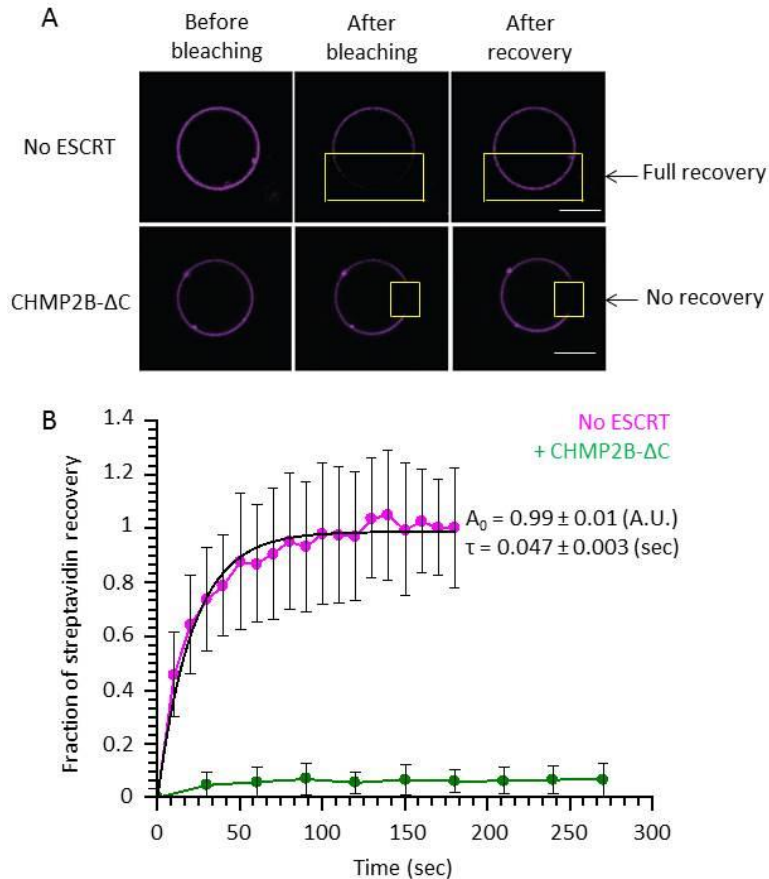 A
Before bleaching
After bleaching
After recovery
No ESCRT
Full recovery
CHMP2B-ΔC
No recovery
B
1.4
1.2
1
0.8
0.6
0.4
0.2
0
Fraction of streptavidin recovery
No ESCRT
+ CHMP2B-ΔC
A₀ = 0.99 ± 0.01 (A.U.)
τ = 0.047 ± 0.003 (sec)
0 50 100 150 200 250 300
Time (sec)